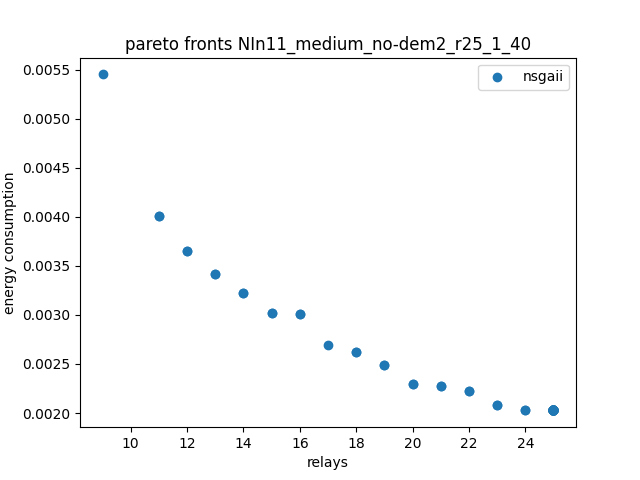 pareto fronts NIn11_medium_no-dem2_r25_1_40
nsgaii
0.0055
0.0050
0.0045
0.0040
0.0035
0.0030
0.0025
0.0020
energy consumption
10 12 14 16 18 20 22 24
relays